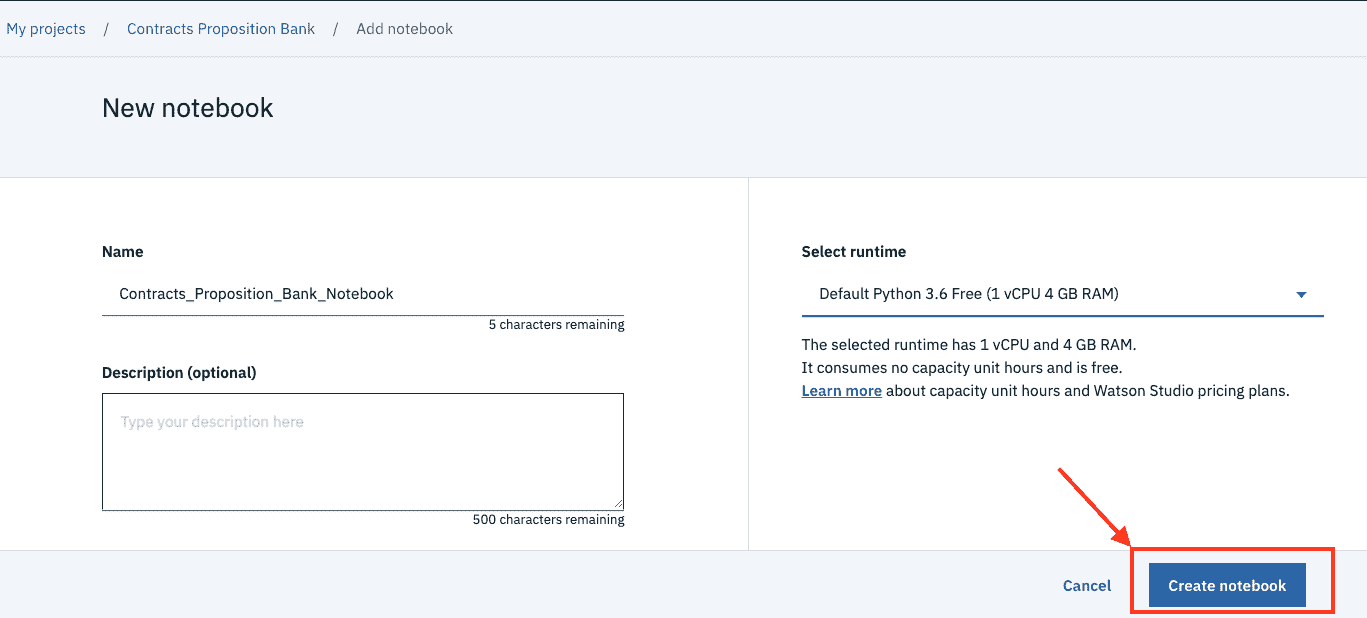 My projects / Contracts Proposition Bank / Add notebook
New notebook
Name
Contracts_Proposition_Bank_Notebook
5 characters remaining
Description (optional)
Type your description here
500 characters remaining
Select runtime
Default Python 3.6 Free (1 vCPU 4 GB RAM)
The selected runtime has 1 vCPU and 4 GB RAM.
It consumes no capacity unit hours and is free.
Learn more about capacity unit hours and Watson Studio pricing plans.
Cancel
Create notebook